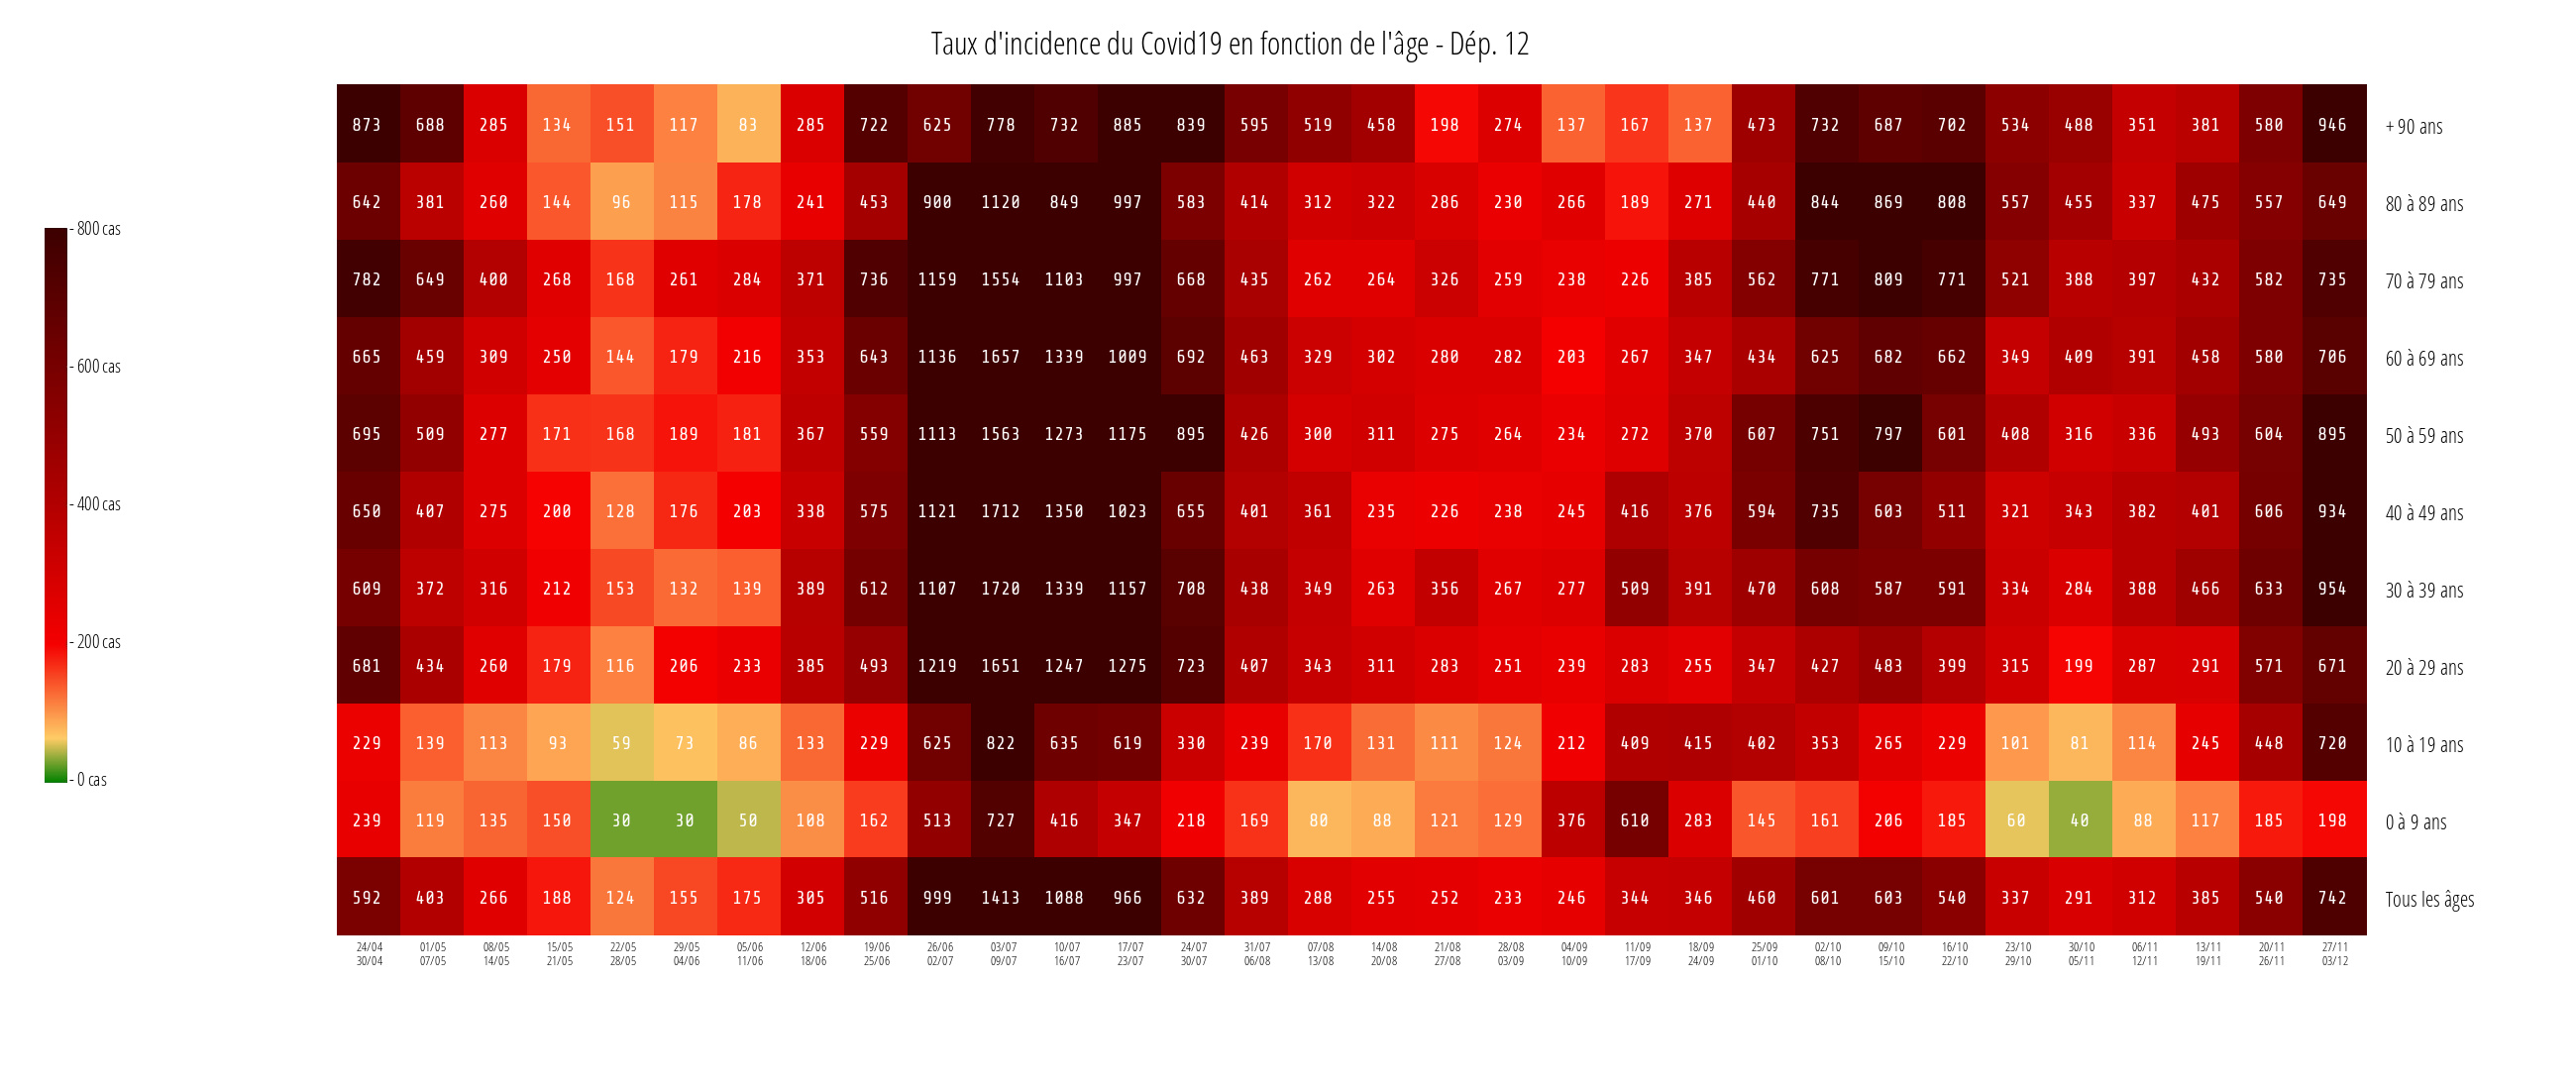 Taux d'incidence du Covid19 en fonction de l'âge - Dép. 12
- 800 cas
- 600 cas
- 400 cas
- 200 cas
- 0 cas
873 688 285 134 151 117 83 285 722 625 778 732 885 839 595 519 458 198 274 137 167 137 473 732 687 702 534 488 351 381 580 946 + 90 ans
642 381 260 144 96 115 178 241 453 900 1120 849 997 583 414 312 322 286 230 266 189 271 440 844 869 808 557 455 337 475 557 649 80 à 89 ans
782 649 400 268 168 261 284 371 736 1159 1554 1103 997 668 435 262 264 326 259 238 226 385 562 771 809 771 521 388 397 432 582 735 70 à 79 ans
665 459 309 250 144 179 216 353 643 1136 1657 1339 1009 692 463 329 302 280 282 203 267 347 434 625 682 662 349 409 391 458 580 706 60 à 69 ans
695 509 277 171 168 189 181 367 559 1113 1563 1273 1175 895 426 300 311 275 264 234 272 370 607 751 797 601 408 316 336 493 604 895 50 à 59 ans
650 407 275 200 128 176 203 338 575 1121 1712 1350 1023 655 401 361 235 226 238 245 416 376 594 735 603 511 321 343 382 401 606 934 40 à 49 ans
609 372 316 212 153 132 139 389 612 1107 1720 1339 1157 708 438 349 263 356 267 277 509 391 470 608 587 591 334 284 388 466 633 954 30 à 39 ans
681 434 260 179 116 206 233 385 493 1219 1651 1247 1275 723 407 343 311 283 251 239 283 255 347 427 483 399 315 199 287 291 571 671 20 à 29 ans
229 139 113 93 59 73 86 133 229 625 822 635 619 330 239 170 131 111 124 212 409 415 402 353 265 229 101 81 114 245 448 720 10 à 19 ans
239 119 135 150 30 30 50 108 162 513 727 416 347 218 169 80 88 121 129 376 610 283 145 161 206 185 60 40 88 117 185 198 0 à 9 ans
592 403 266 188 124 155 175 305 516 999 1413 1088 966 632 389 288 255 252 233 246 344 346 460 601 603 540 337 291 312 385 540 742 Tous les âges
24/04 01/05 08/05 15/05 22/05 29/05 05/06 12/06 19/06 26/06 03/07 10/07 17/07 24/07 31/07 07/08 14/08 21/08 28/08 04/09 11/09 18/09 25/09 02/10 09/10 16/10 23/10 30/10 06/11 13/11 20/11 27/11
30/04 07/05 14/05 21/05 28/05 04/06 11/06 18/06 25/06 02/07 09/07 16/07 23/07 30/07 06/08 13/08 20/08 27/08 03/09 10/09 17/09 24/09 01/10 08/10 15/10 22/10 29/10 05/11 12/11 19/11 26/11 03/12